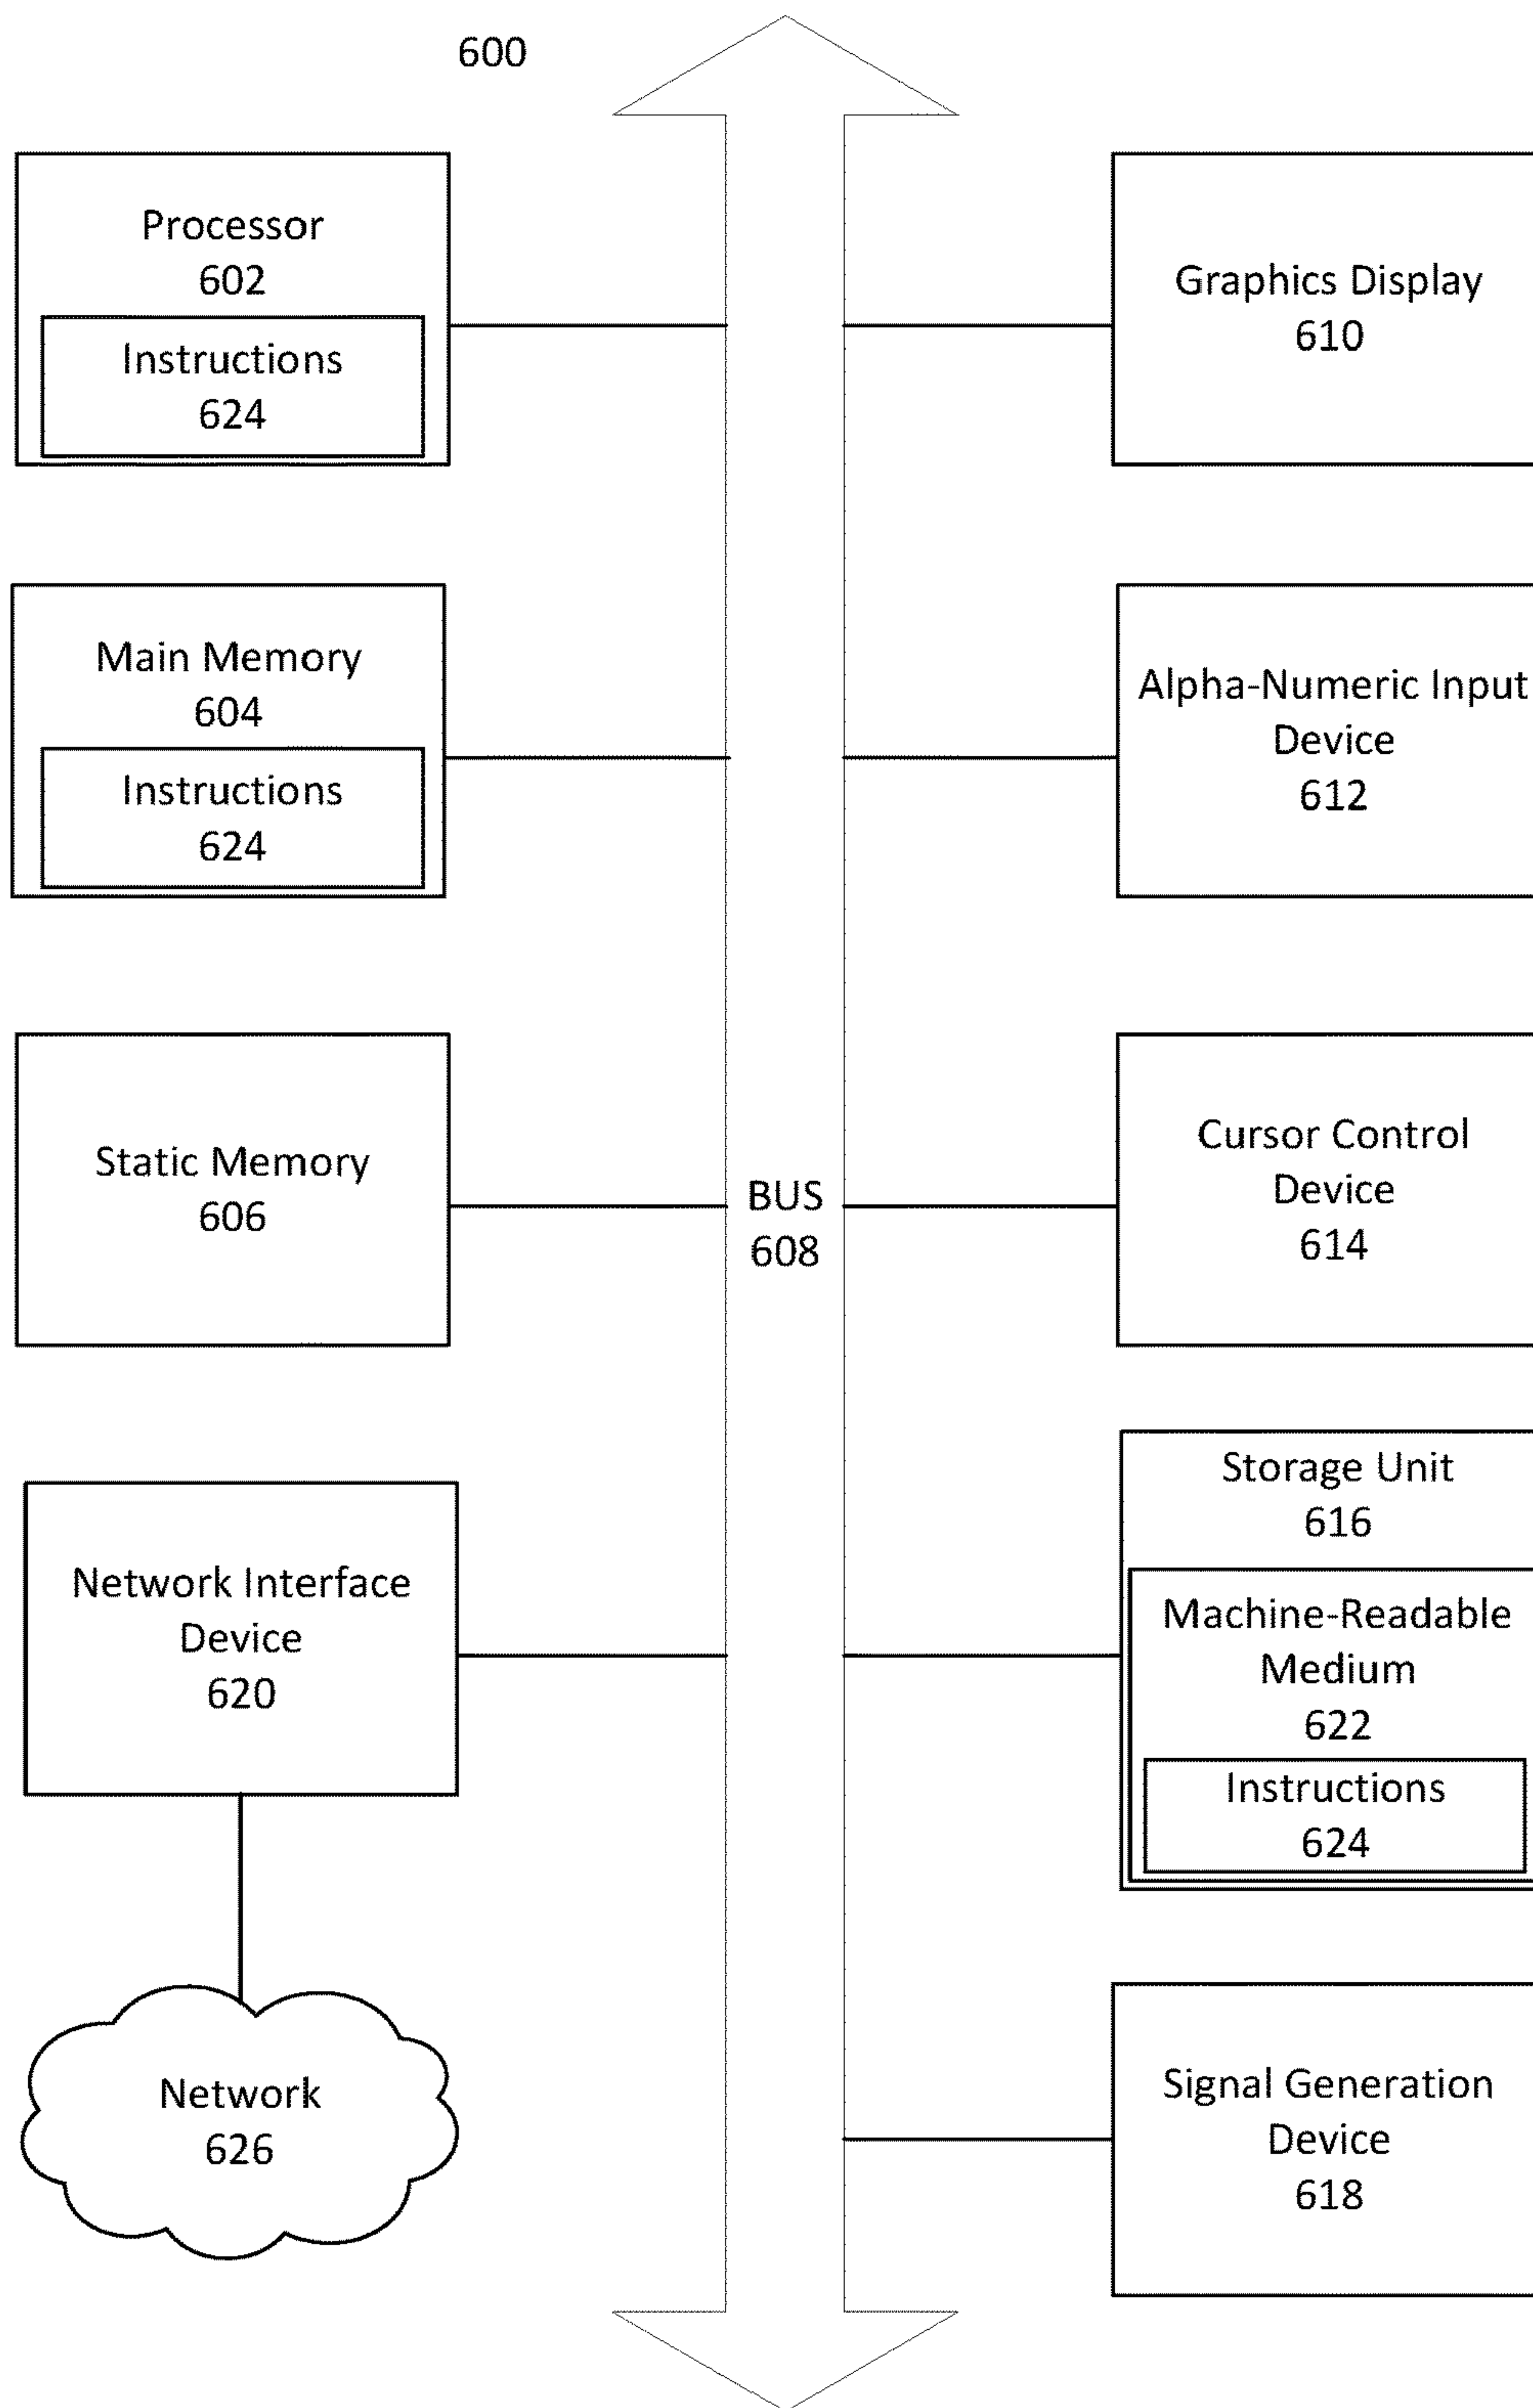 600
Processor
602
Instructions
624
Main Memory
604
Instructions
624
Static Memory
606
Network Interface
Device
620
Network
626
BUS
608
Graphics Display
610
Alpha-Numeric Input
Device
612
Cursor Control
Device
614
Storage Unit
616
Machine-Readable
Medium
622
Instructions
624
Signal Generation
Device
618